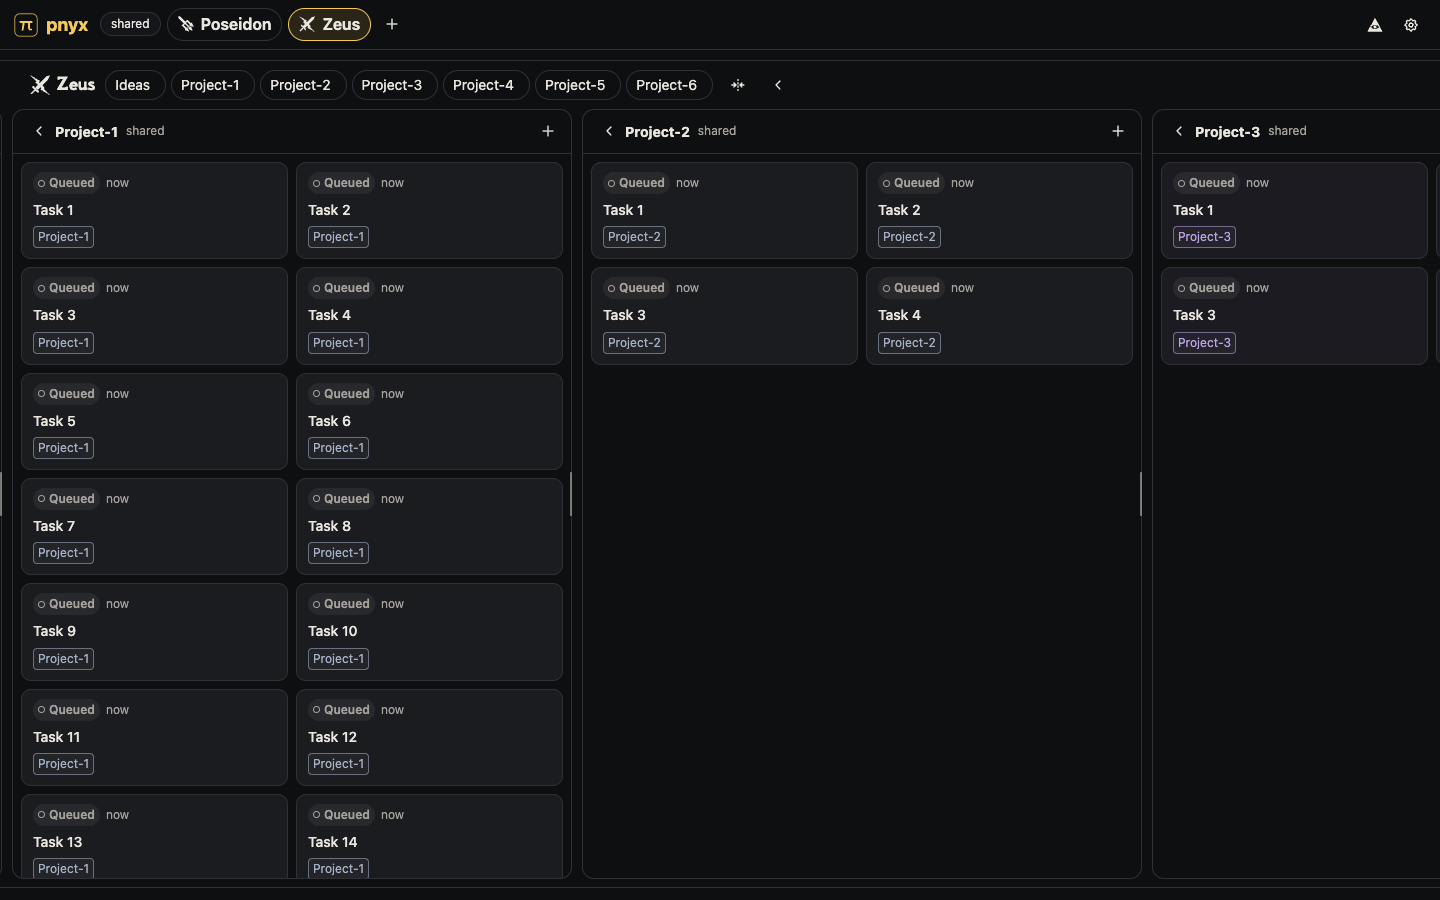 π pnyx shared Poseidon Zeus +
Zeus Ideas Project-1 Project-2 Project-3 Project-4 Project-5 Project-6
Project-1 shared
Queued now
Task 1
Project-1
Queued now
Task 2
Project-1
Queued now
Task 3
Project-1
Queued now
Task 4
Project-1
Queued now
Task 5
Project-1
Queued now
Task 6
Project-1
Queued now
Task 7
Project-1
Queued now
Task 8
Project-1
Queued now
Task 9
Project-1
Queued now
Task 10
Project-1
Queued now
Task 11
Project-1
Queued now
Task 12
Project-1
Queued now
Task 13
Project-1
Queued now
Task 14
Project-1
Project-2 shared
Queued now
Task 1
Project-2
Queued now
Task 2
Project-2
Queued now
Task 3
Project-2
Queued now
Task 4
Project-2
Project-3 shared
Queued now
Task 1
Project-3
Queued now
Task 3
Project-3